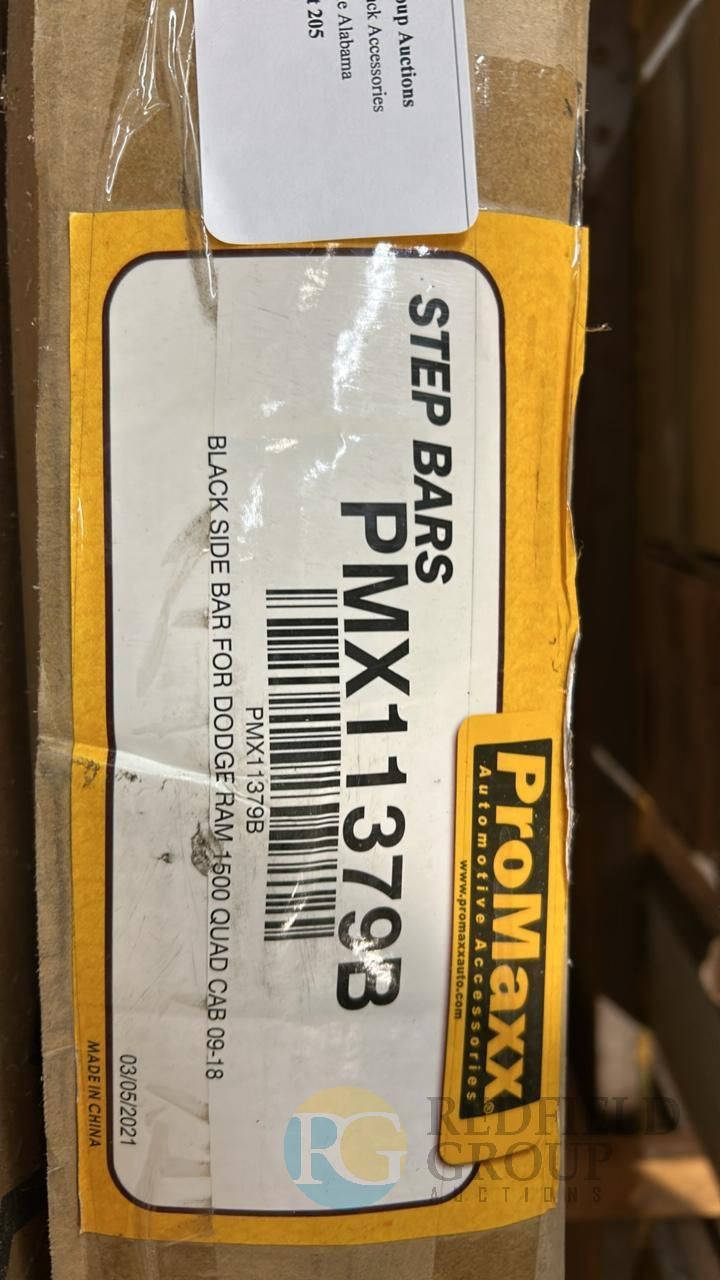 oup Auctions
ck Accessories
e Alabama
t 205
STEP BARS
PMX11379B
PMX11379B
BLACK SIDE BAR FOR DODGE RAM 1500 QUAD CAB 09-18
ProMaxx®
Automotive Accessories
www.promaxxauto.com
03/05/2021
MADE IN CHINA
RG
REDFIELD
GROUP
AUCTIONS